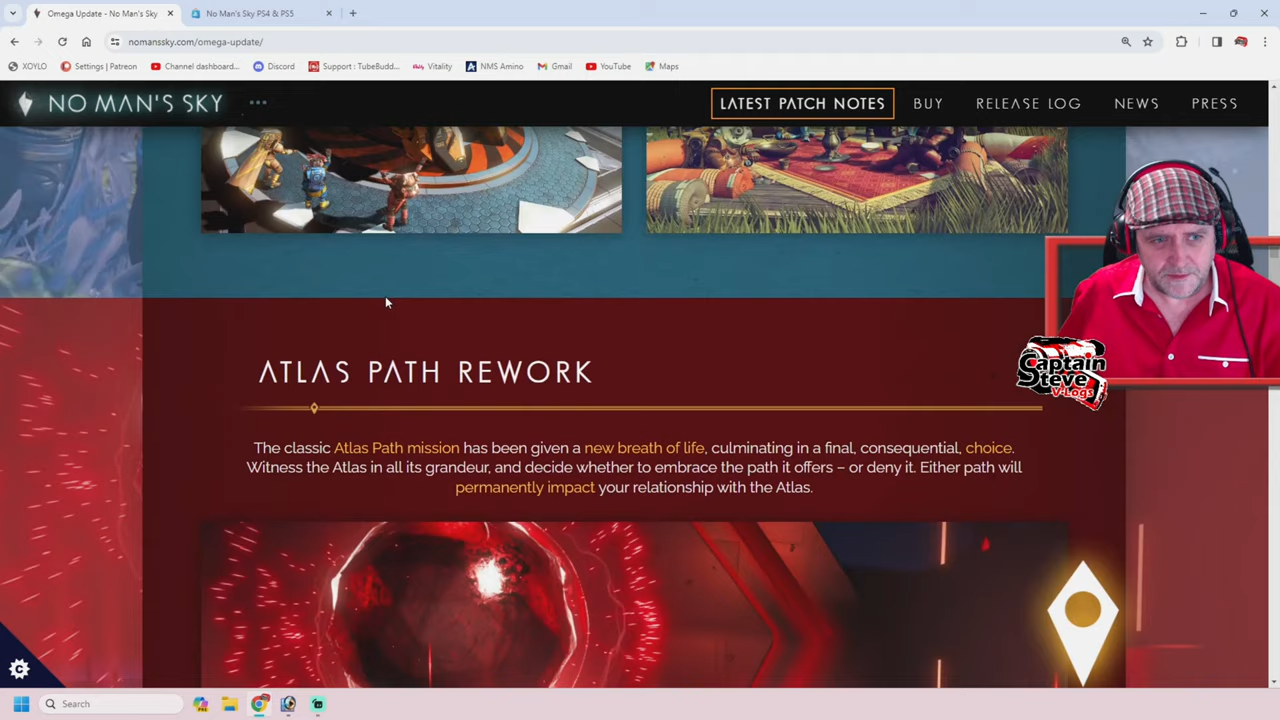 Omega Update - No Man's Sky
No Man's Sky PS4 & PS5
nomanssky.com/omega-update/
XOYLO
Settings | Patreon
Channel dashboard...
Discord
Support : TubeBudd...
Vitality
NMS Amino
Gmail
YouTube
Maps
NO MAN'S SKY
LATEST PATCH NOTES
BUY
RELEASE LOG
NEWS
PRESS
Captain
Steve
V-Logs
ATLAS PATH REWORK
The classic Atlas Path mission has been given a new breath of life, culminating in a final, consequential, choice.
Witness the Atlas in all its grandeur, and decide whether to embrace the path it offers – or deny it. Either path will
permanently impact your relationship with the Atlas.
C
Search